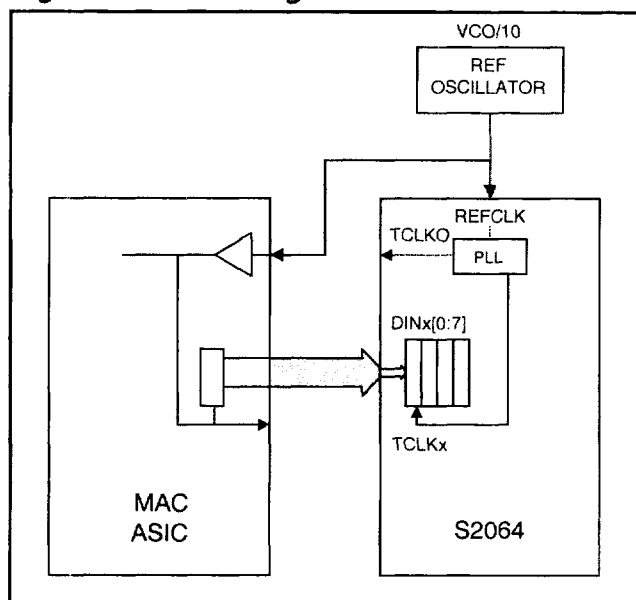 VCO/10
REF
OSCILLATOR
REFCLK
TCLKO
PLL
DINx[0:7]
TCLKx
MAC
ASIC
S2064